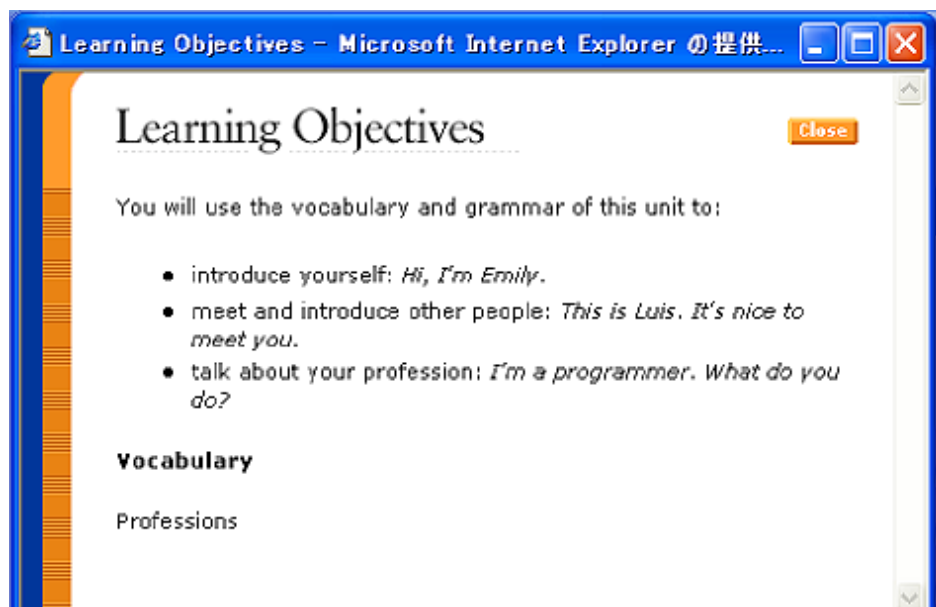 Learning Objectives - Microsoft Internet Explorer の提供...
Learning Objectives
Close
You will use the vocabulary and grammar of this unit to:
• introduce yourself: Hi, I'm Emily.
• meet and introduce other people: This is Luis. It's nice to
meet you.
• talk about your profession: I'm a programmer. What do you
do?
Vocabulary
Professions